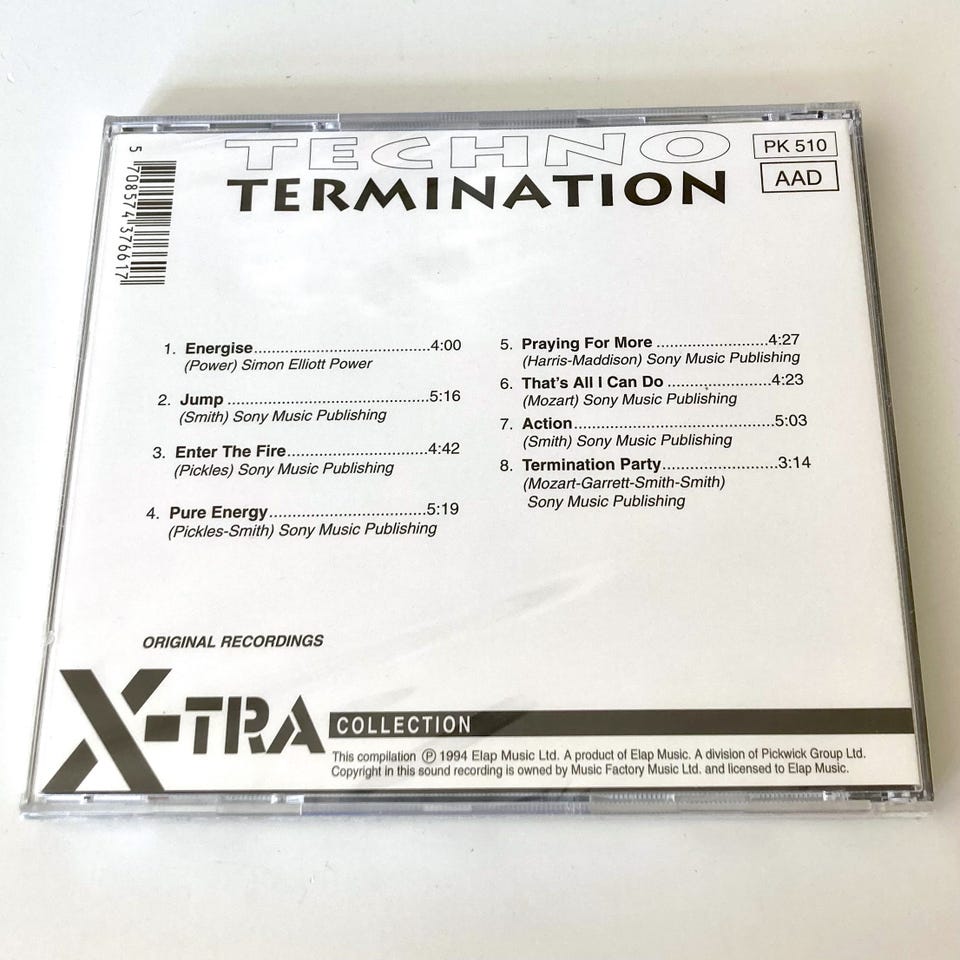 TECHNO
TERMINATION
PK 510
AAD
5 708574 376617
1. Energise......................................4:00
(Power) Simon Elliott Power
2. Jump ...........................................5:16
(Smith) Sony Music Publishing
3. Enter The Fire..............................4:42
(Pickles) Sony Music Publishing
4. Pure Energy..................................5:19
(Pickles-Smith) Sony Music Publishing
5. Praying For More ........................4:27
(Harris-Maddison) Sony Music Publishing
6. That's All I Can Do ......................4:23
(Mozart) Sony Music Publishing
7. Action...........................................5:03
(Smith) Sony Music Publishing
8. Termination Party.........................3:14
(Mozart-Garrett-Smith-Smith)
Sony Music Publishing
ORIGINAL RECORDINGS
X-TRA
COLLECTION
This compilation ℗ 1994 Elap Music Ltd. A product of Elap Music. A division of Pickwick Group Ltd.
Copyright in this sound recording is owned by Music Factory Music Ltd. and licensed to Elap Music.